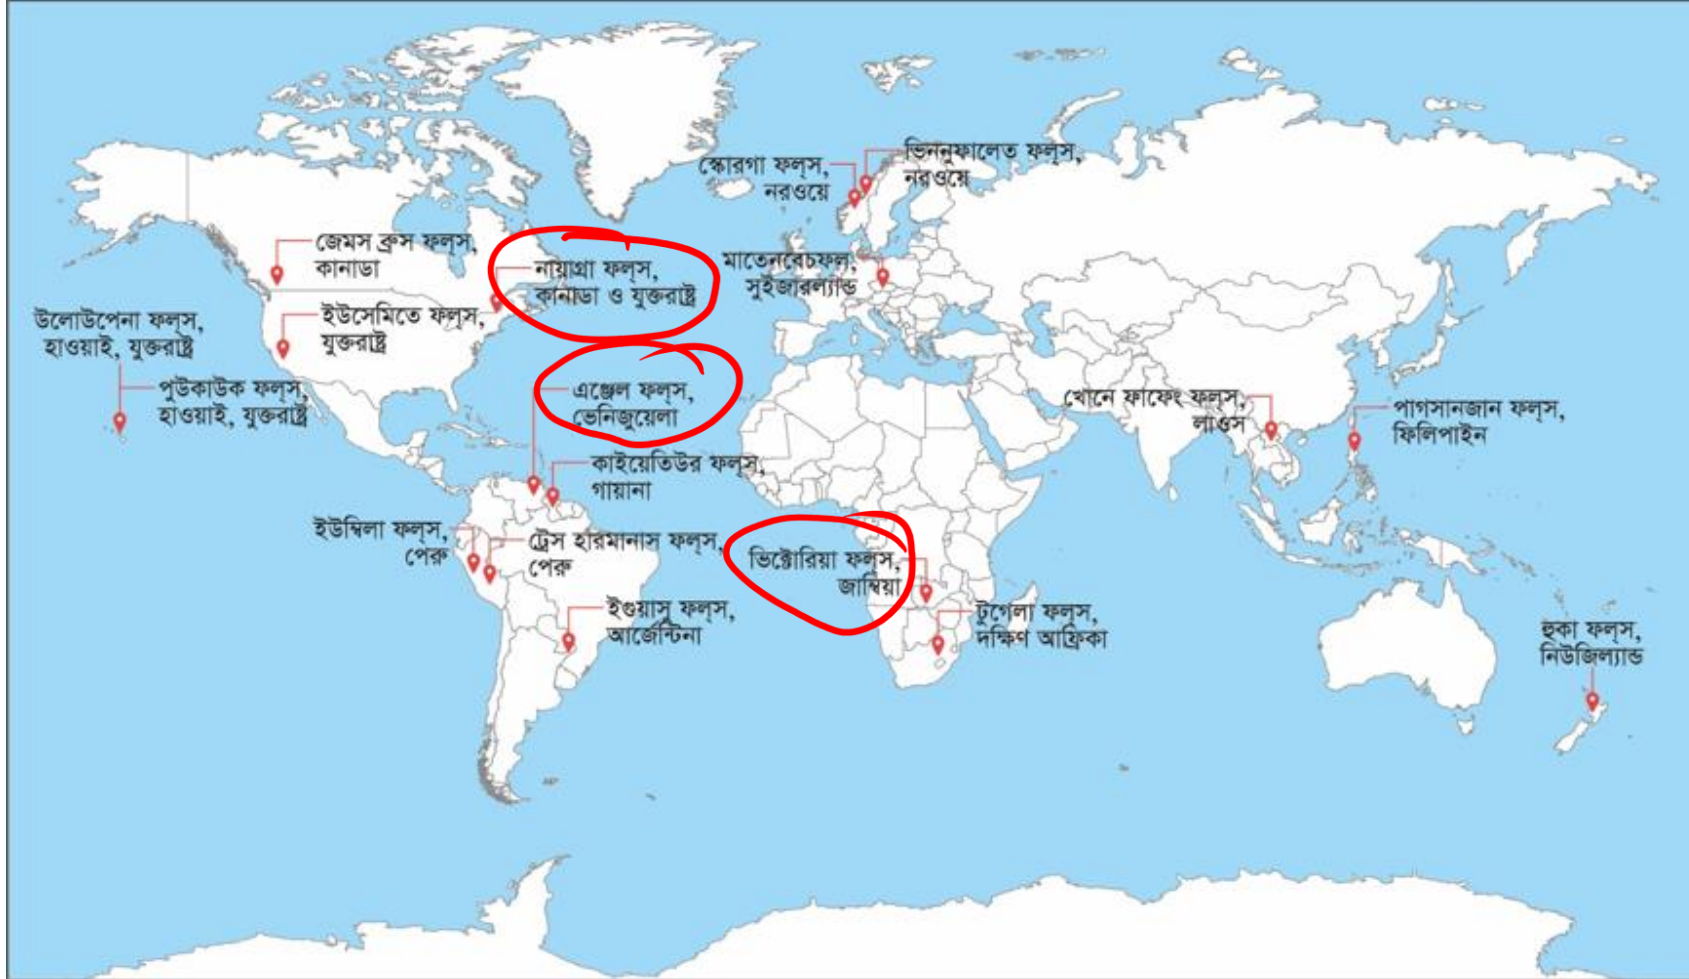 স্কোরগা ফল্‌স,
নরওয়ে
ভিননুফালেত ফল্‌স,
নরওয়ে
জেমস ব্রুস ফল্‌স,
কানাডা
নায়াগ্রা ফল্‌স,
কানাডা ও যুক্তরাষ্ট্র
মাতেনবেচফল,
সুইজারল্যান্ড
উলোউপেনা ফল্‌স,
হাওয়াই, যুক্তরাষ্ট্র
ইউসেমিতে ফল্‌স,
যুক্তরাষ্ট্র
পুউকাউক ফল্‌স,
হাওয়াই, যুক্তরাষ্ট্র
এঞ্জেল ফল্‌স,
ভেনিজুয়েলা
খোনে ফাফেং ফল্‌স,
লাওস
পাগসানজান ফল্‌স,
ফিলিপাইন
কাইয়েতিউর ফল্‌স,
গায়ানা
ইউম্বিলা ফল্‌স,
পেরু
ট্রেস হারমানাস ফল্‌স,
পেরু
ভিক্টোরিয়া ফল্‌স,
জাম্বিয়া
ইগুয়াসু ফল্‌স,
আর্জেন্টিনা
টুগেলা ফল্‌স,
দক্ষিণ আফ্রিকা
হুকা ফল্‌স,
নিউজিল্যান্ড